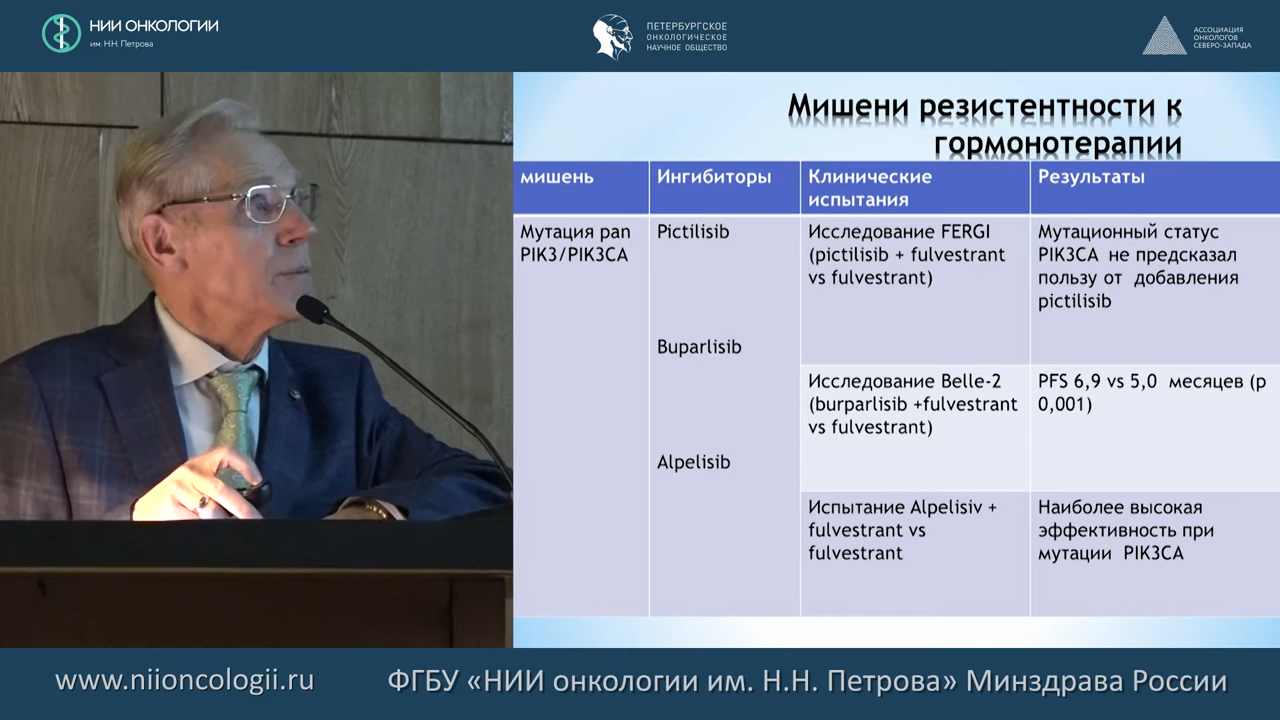 НИИ ОНКОЛОГИИ
им. Н.Н. Петрова
ПЕТЕРБУРГСКОЕ
ОНКОЛОГИЧЕСКОЕ
НАУЧНОЕ ОБЩЕСТВО
АССОЦИАЦИЯ
ОНКОЛОГОВ
СЕВЕРО-ЗАПАДА
Мишени резистентности к
гормонотерапии
мишень
Ингибиторы
Клинические
испытания
Результаты
Мутация pan
PIK3/PIK3CA
Pictilisib
Исследование FERGI
(pictilisib + fulvestrant
vs fulvestrant)
Мутационный статус
PIK3CA не предсказал
пользу от добавления
pictilisib
Buparlisib
Исследование Belle-2
(burparlisib +fulvestrant
vs fulvestrant)
PFS 6,9 vs 5,0 месяцев (p
0,001)
Alpelisib
Испытание Alpelisiv +
fulvestrant vs
fulvestrant
Наиболее высокая
эффективность при
мутации PIK3CA
www.niioncologii.ru
ФГБУ «НИИ онкологии им. Н.Н. Петрова» Минздрава России